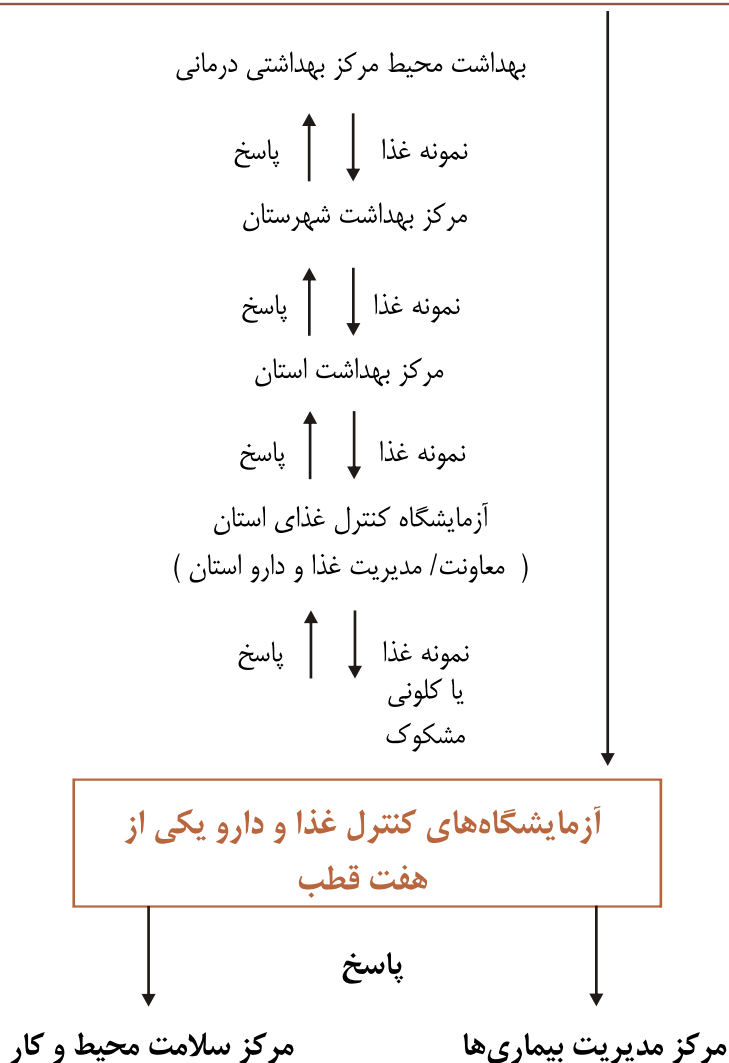 بهداشت محیط مرکز بهداشتی درمانی
نمونه غذا
پاسخ
مرکز بهداشت شهرستان
نمونه غذا
پاسخ
مرکز بهداشت استان
نمونه غذا
پاسخ
آزمایشگاه کنترل غذای استان
( معاونت/ مدیریت غذا و دارو استان )
نمونه غذا
پاسخ
یا کلونی
مشکوک
آزمایشگاه‌های کنترل غذا و دارو یکی از
هفت قطب
پاسخ
مرکز مدیریت بیماری‌ها
مرکز سلامت محیط و کار